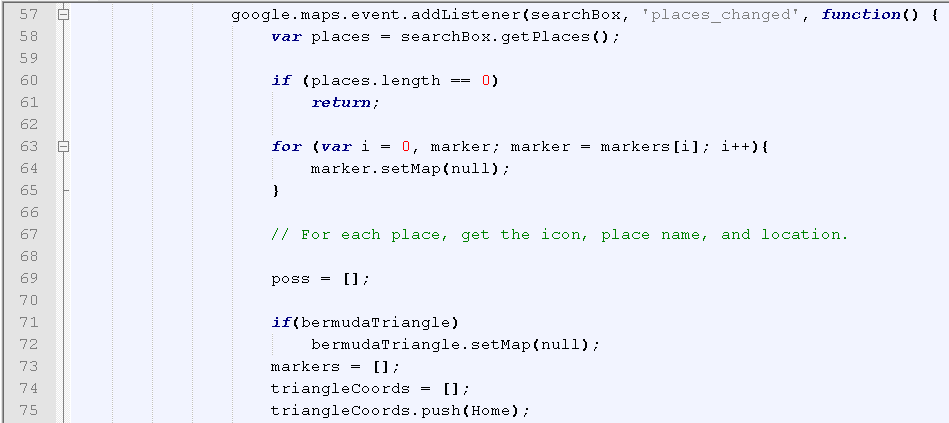 57 google.maps.event.addListener(searchBox, 'places_changed', function() {
58 var places = searchBox.getPlaces();
59
60 if (places.length == 0)
61 return;
62
63 for (var i = 0, marker; marker = markers[i]; i++){
64 marker.setMap(null);
65 }
66
67 // For each place, get the icon, place name, and location.
68
69 poss = [];
70
71 if(bermudaTriangle)
72 bermudaTriangle.setMap(null);
73 markers = [];
74 triangleCoords = [];
75 triangleCoords.push(Home);